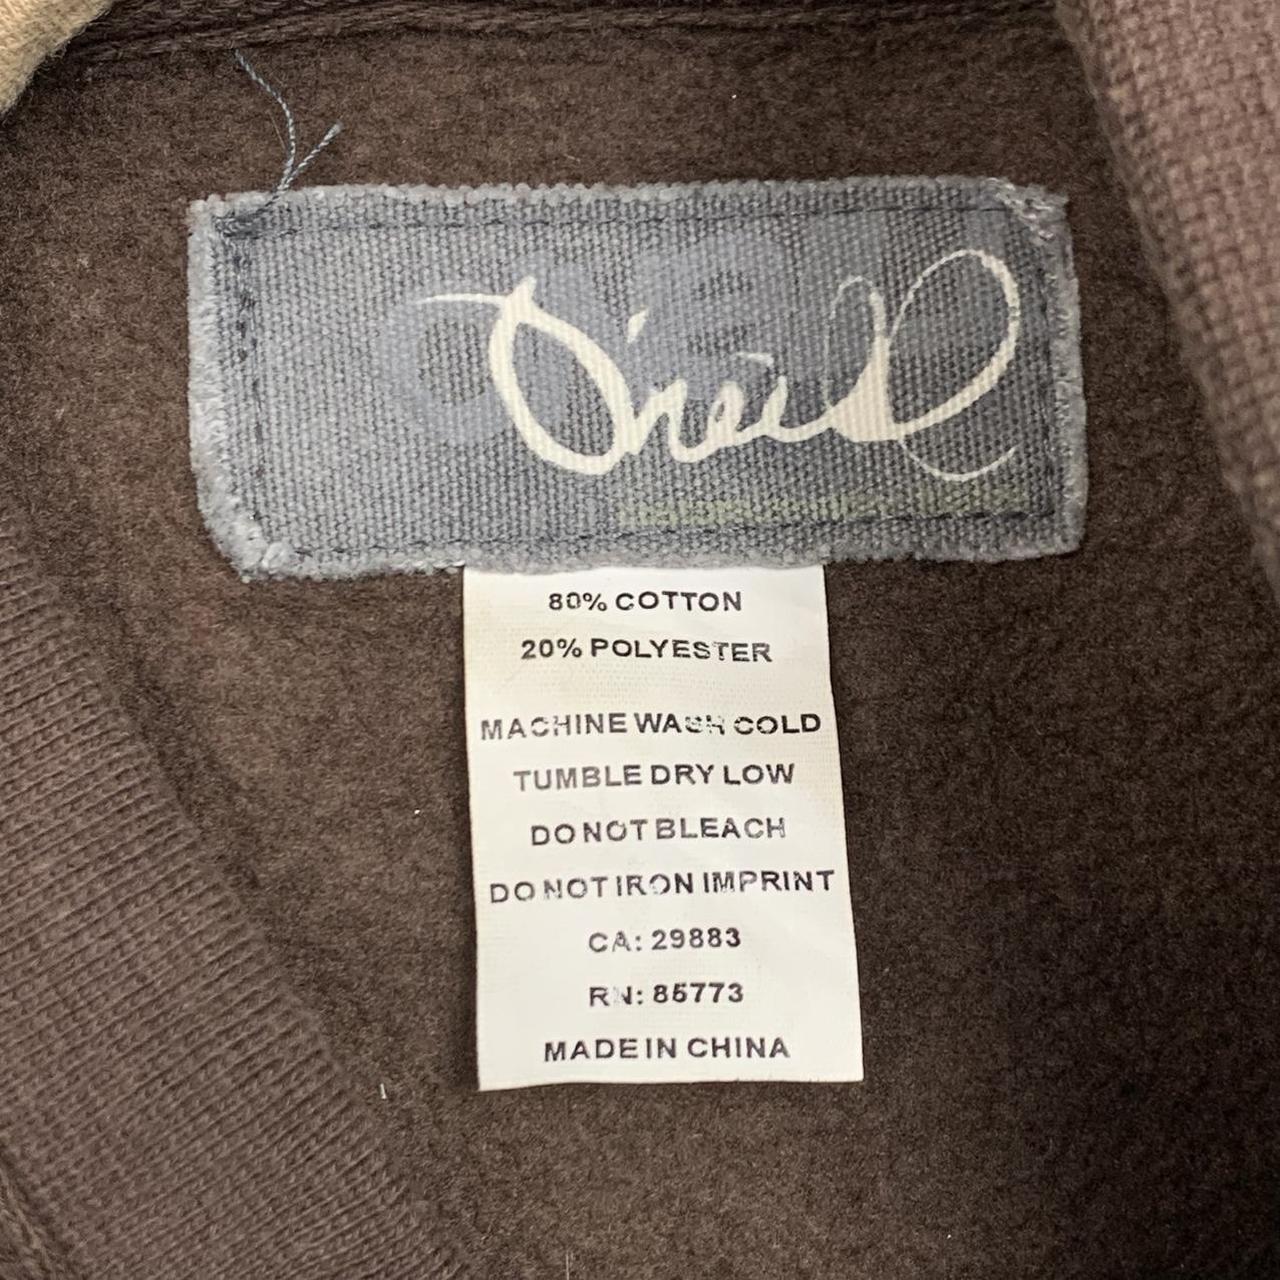 O'neill
80% COTTON
20% POLYESTER
MACHINE WASH COLD
TUMBLE DRY LOW
DO NOT BLEACH
DO NOT IRON IMPRINT
CA: 29883
RN: 85773
MADE IN CHINA